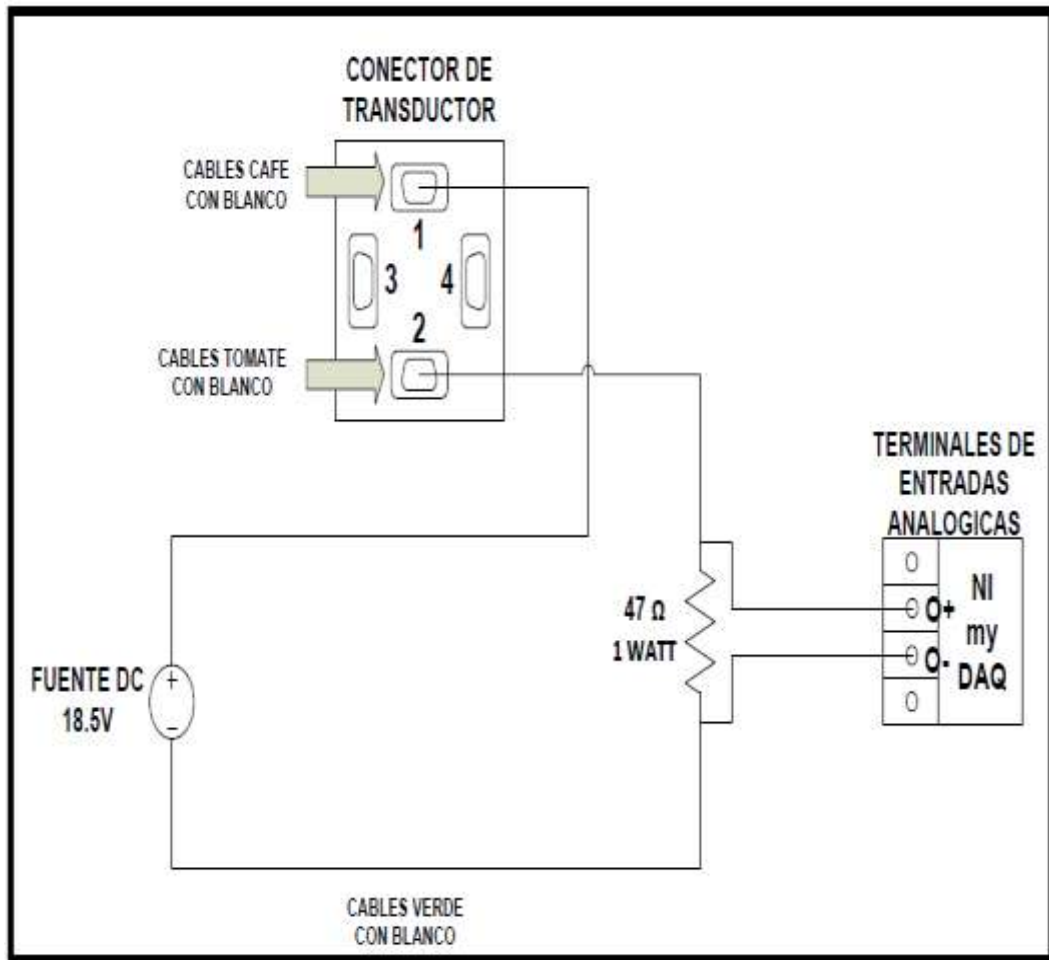 CONECTOR DE
TRANSDUCTOR
CABLES CAFE
CON BLANCO
1
3
4
2
CABLES TOMATE
CON BLANCO
TERMINALES DE
ENTRADAS
ANALOGICAS
47 Ω
1 WATT
O+
O-
NI
my
DAQ
FUENTE DC
18.5V
+
−
CABLES VERDE
CON BLANCO